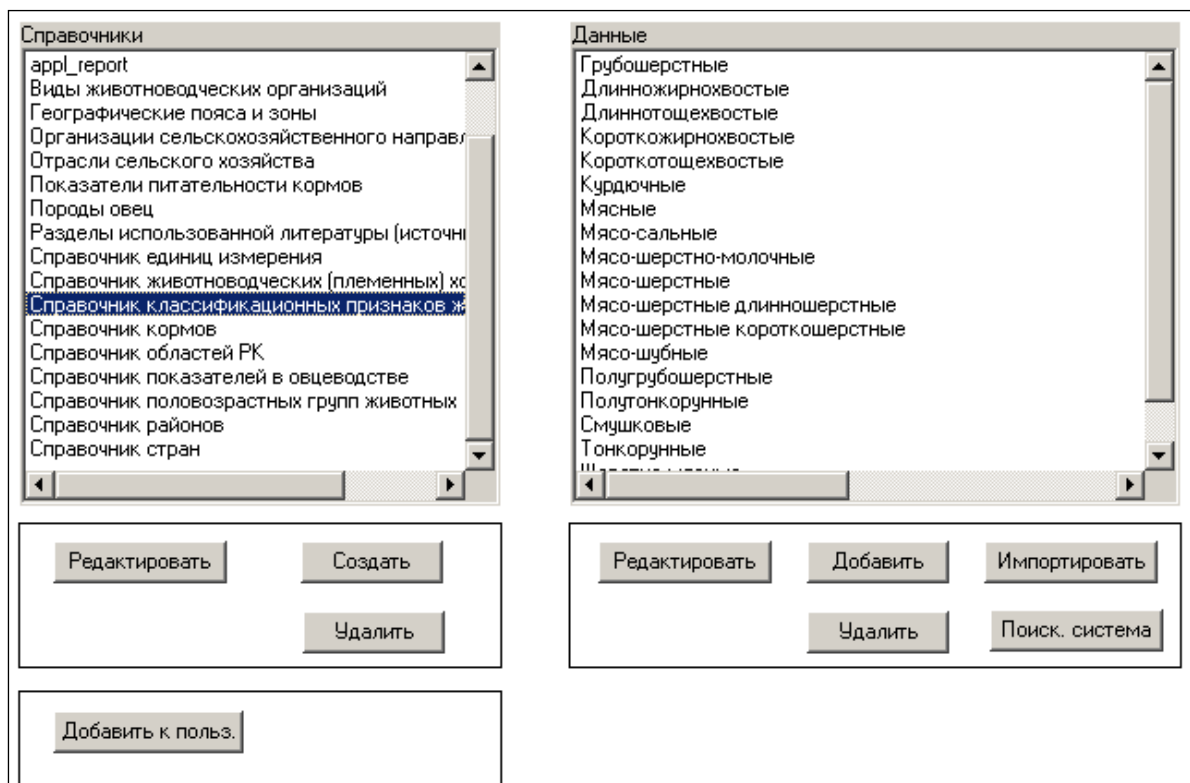 Справочники
appl_report
Виды животноводческих организаций
Географические пояса и зоны
Организации сельскохозяйственного направл
Отрасли сельского хозяйства
Показатели питательности кормов
Породы овец
Разделы использованной литературы (источни
Справочник единиц измерения
Справочник животноводческих (племенных) хо
Справочник классификационных признаков ж
Справочник кормов
Справочник областей РК
Справочник показателей в овцеводстве
Справочник половозрастных групп животных
Справочник районов
Справочник стран
Данные
Грубошерстные
Длинножирнохвостые
Длиннотощехвостые
Короткожирнохвостые
Короткотощехвостые
Курдючные
Мясные
Мясо-сальные
Мясо-шерстно-молочные
Мясо-шерстные
Мясо-шерстные длинношерстные
Мясо-шерстные короткошерстные
Мясо-шубные
Полугрубошерстные
Полутонкорунные
Смушковые
Тонкорунные
Редактировать
Создать
Удалить
Редактировать
Добавить
Импортировать
Удалить
Поиск. система
Добавить к польз.